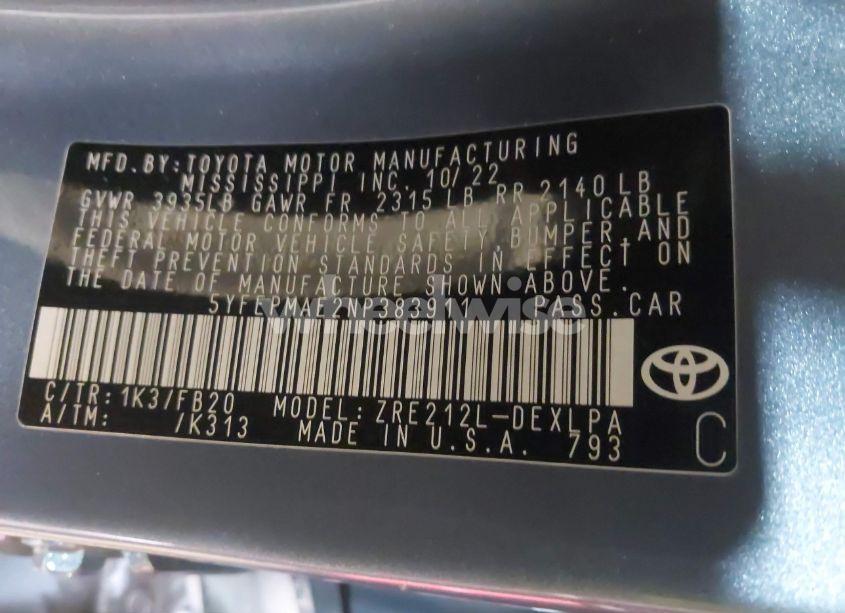 MFD. BY: TOYOTA MOTOR MANUFACTURING
MISSISSIPPI INC. 10/22
GVWR 3935LB GAWR FR 2315 LB RR 2140 LB
THIS VEHICLE CONFORMS TO ALL APPLICABLE
FEDERAL MOTOR VEHICLE SAFETY, BUMPER, AND
THEFT PREVENTION STANDARDS IN EFFECT ON
THE DATE OF MANUFACTURE SHOWN ABOVE.
PASS. CAR
wheelwise
C/TR: 1K3/FB20 MODEL: ZRE212L-DEXLPA
A/TM: /K313 MADE IN U.S.A. 793
C